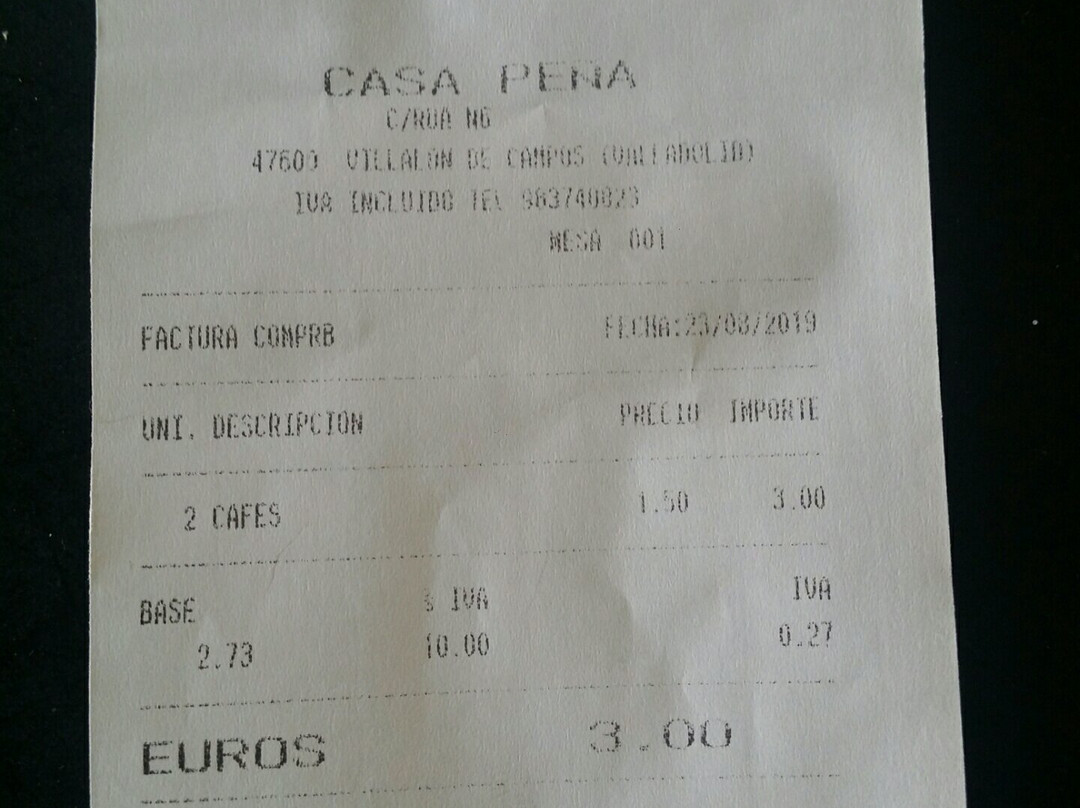 CASA PEÑA
C/RUA N6
47600 VILLALON DE CAMPOS (VALLADOLID)
IVA INCLUIDO TEL 983740023
MESA 001
FACTURA COMPRB FECHA:23/08/2019
UNI. DESCRIPCION PRECIO IMPORTE
2 CAFES 1.50 3.00
BASE % IVA IVA
2.73 10.00 0.27
EUROS 3.00